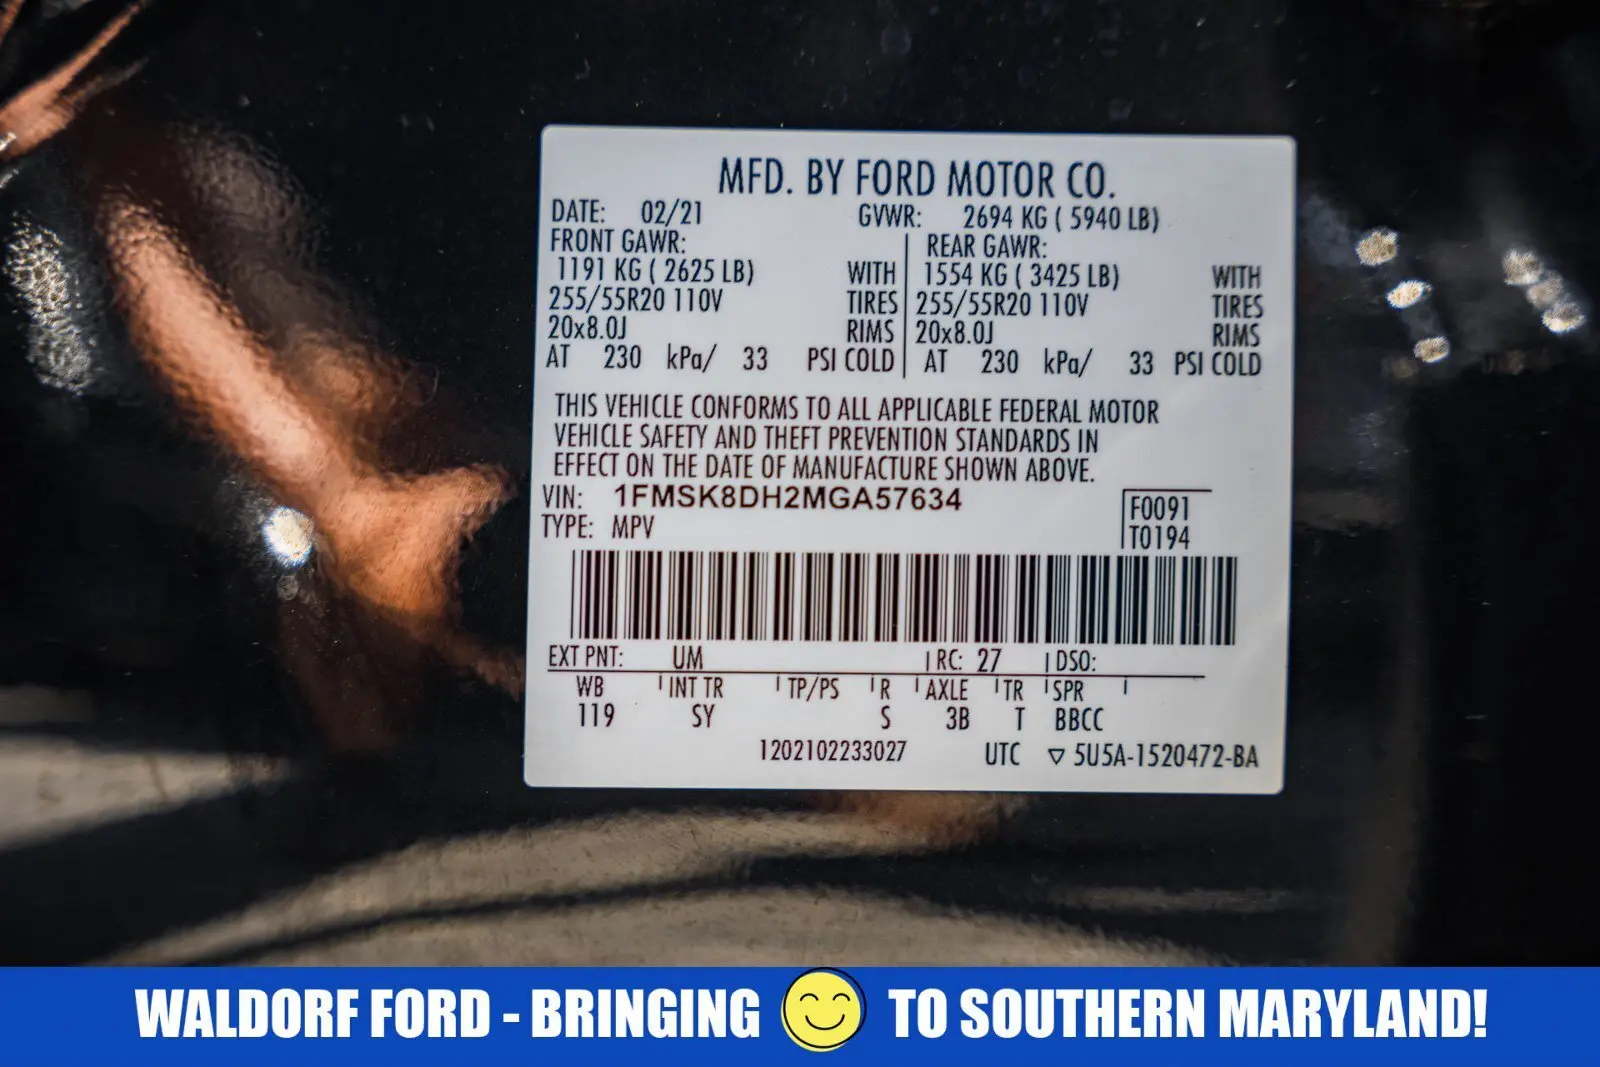 MFD. BY FORD MOTOR CO.
DATE: 02/21 GVWR: 2694 KG ( 5940 LB)
FRONT GAWR: REAR GAWR:
1191 KG ( 2625 LB) WITH 1554 KG ( 3425 LB) WITH
255/55R20 110V TIRES 255/55R20 110V TIRES
20x8.0J RIMS 20x8.0J RIMS
AT 230 kPa/ 33 PSI COLD AT 230 kPa/ 33 PSI COLD
THIS VEHICLE CONFORMS TO ALL APPLICABLE FEDERAL MOTOR
VEHICLE SAFETY AND THEFT PREVENTION STANDARDS IN
EFFECT ON THE DATE OF MANUFACTURE SHOWN ABOVE.
VIN: 1FMSK8DH2MGA57634
F0091
TYPE: MPV
T0194
EXT PNT: UM RC: 27 DSO:
WB INT TR TP/PS R AXLE TR SPR
119 SY S 3B T BBCC
1202102233027 UTC ▽ 5U5A-1520472-BA
WALDORF FORD - BRINGING TO SOUTHERN MARYLAND!